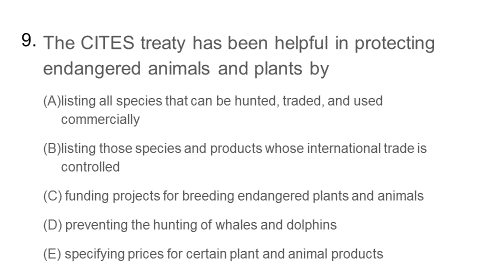 9. The CITES treaty has been helpful in protecting
endangered animals and plants by
(A)listing all species that can be hunted, traded, and used
commercially
(B)listing those species and products whose international trade is
controlled
(C) funding projects for breeding endangered plants and animals
(D) preventing the hunting of whales and dolphins
(E) specifying prices for certain plant and animal products